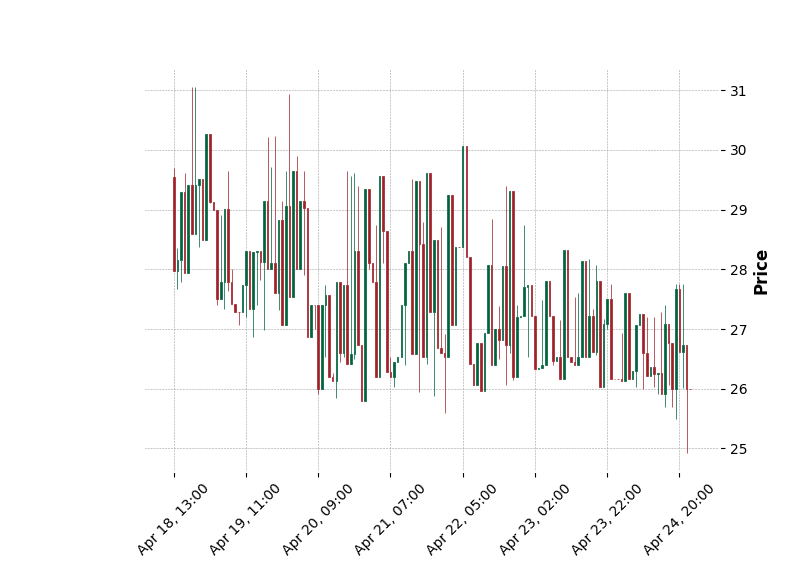 31
30
29
28
27
26
25
Price
Apr 18, 13:00
Apr 19, 11:00
Apr 20, 09:00
Apr 21, 07:00
Apr 22, 05:00
Apr 23, 02:00
Apr 23, 22:00
Apr 24, 20:00